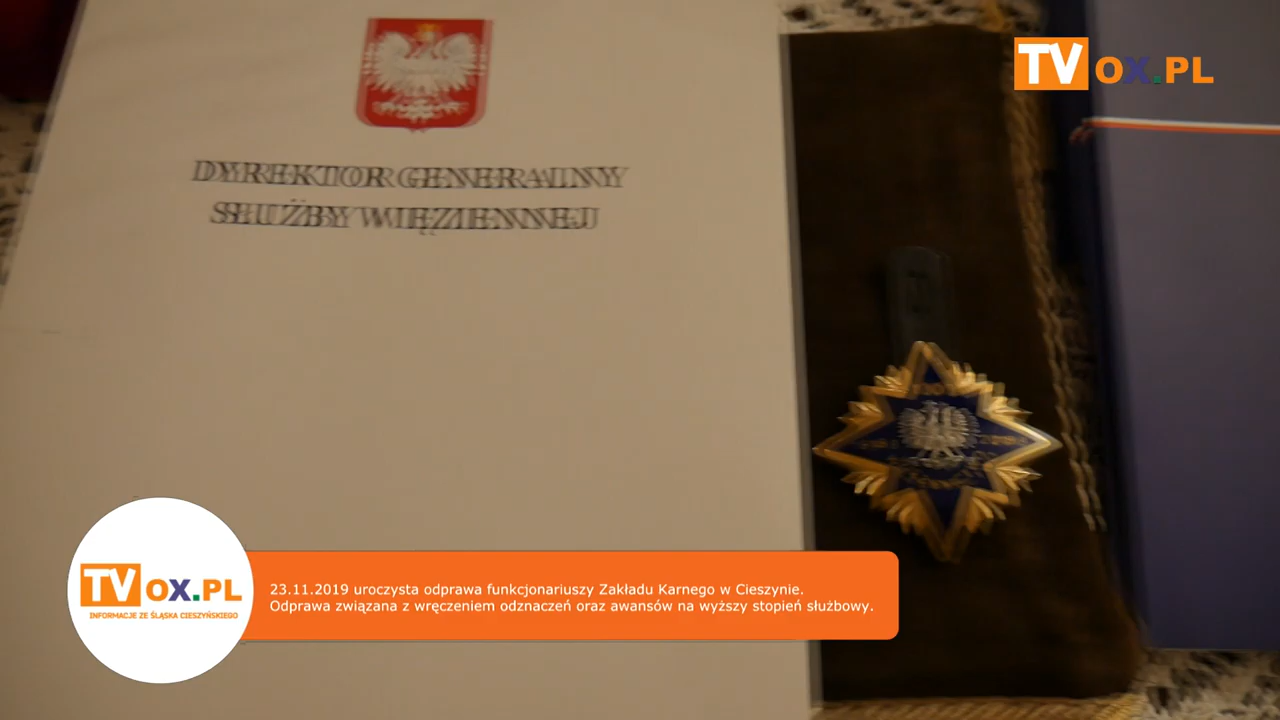 TVOX.PL
DYREKTOR GENERALNY
SŁUŻBY WIĘZIENNEJ
TVOX.PL
INFORMACJE ZE ŚLĄSKA CIESZYŃSKIEGO
23.11.2019 uroczysta odprawa funkcjonariuszy Zakładu Karnego w Cieszynie.
Odprawa związana z wręczeniem odznaczeń oraz awansów na wyższy stopień służbowy.